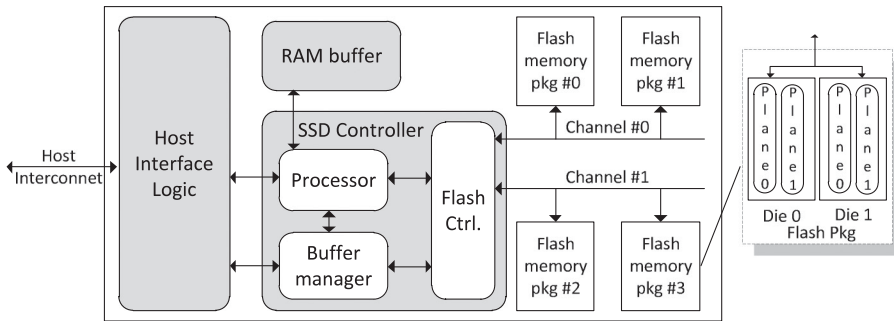 Host
Interconnet
Host
Interface
Logic
RAM buffer
SSD Controller
Processor
Buffer
manager
Flash
Ctrl.
Flash
memory
pkg #0
Flash
memory
pkg #1
Channel #0
Channel #1
Flash
memory
pkg #2
Flash
memory
pkg #3
Plane0
Plane1
Plane0
Plane1
Die 0
Die 1
Flash Pkg